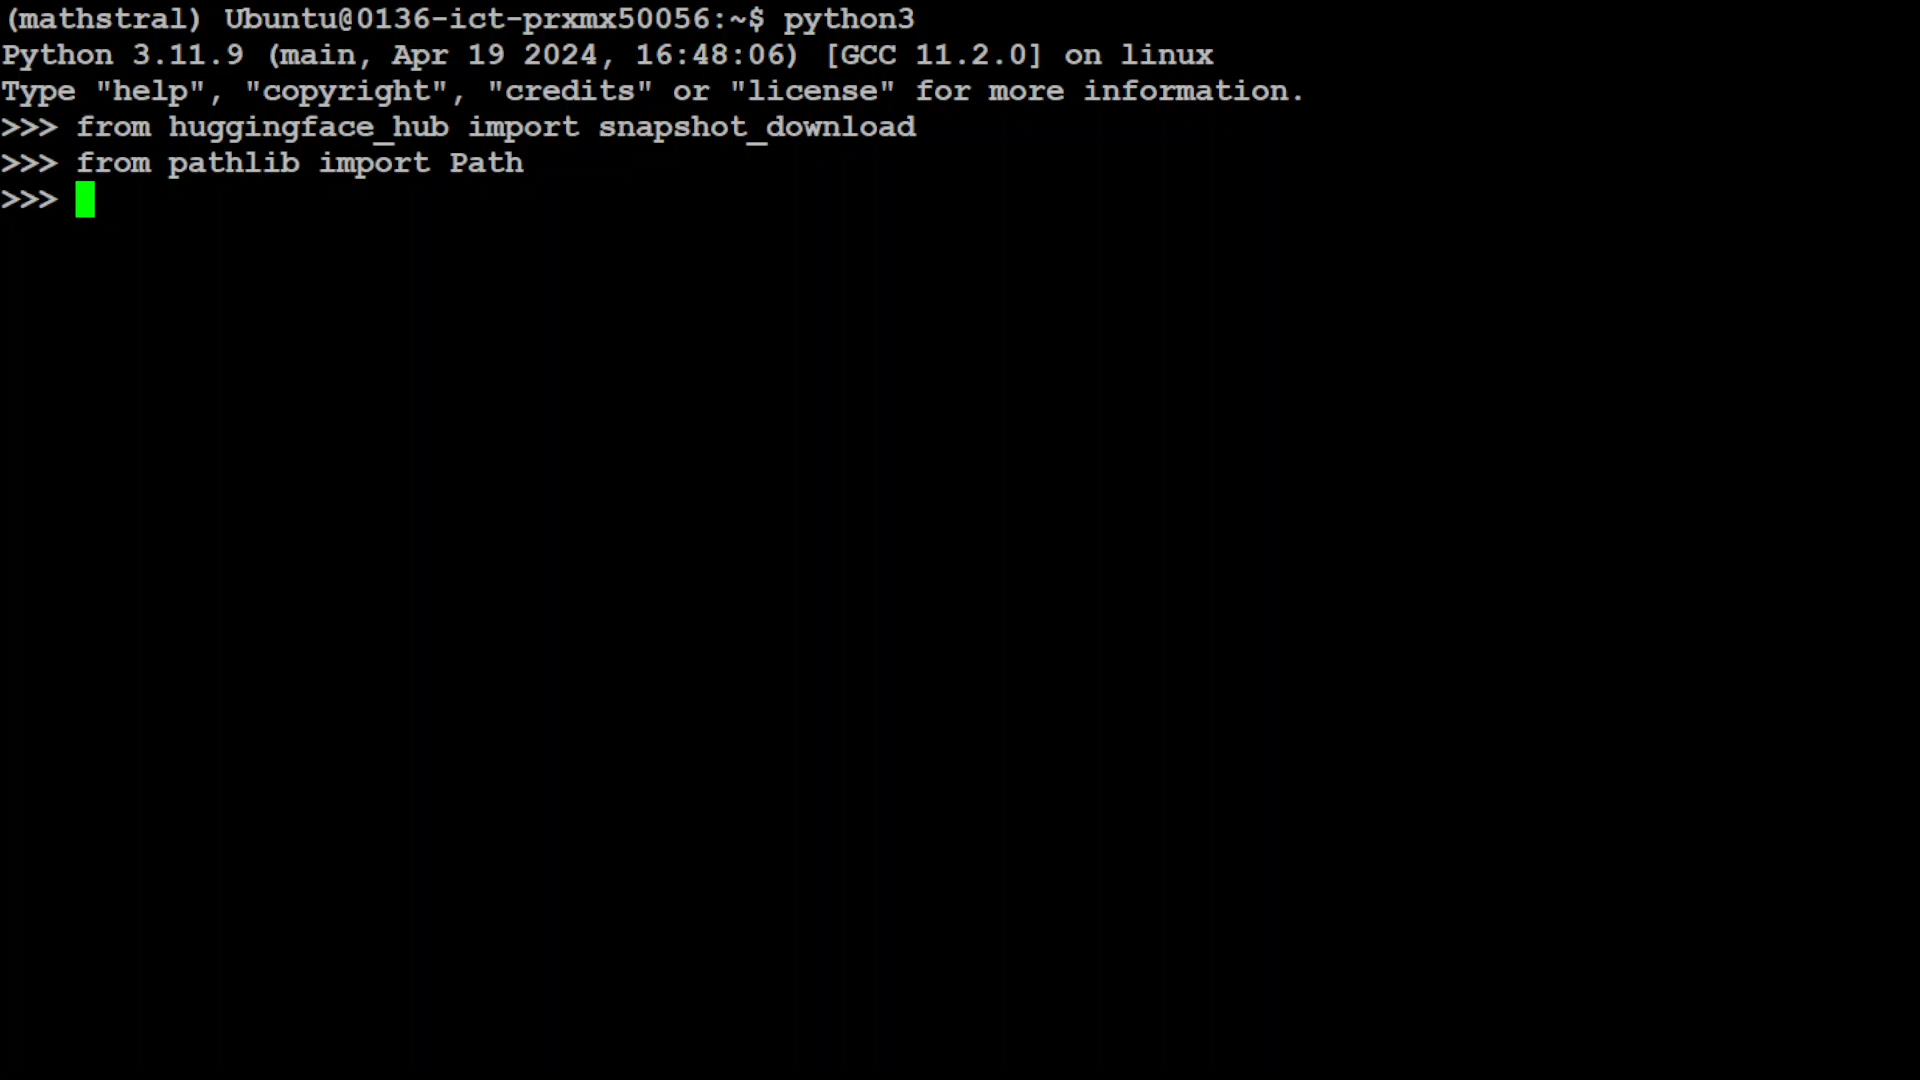 (mathstral) Ubuntu@0136-ict-prxmx50056:~$ python3
Python 3.11.9 (main, Apr 19 2024, 16:48:06) [GCC 11.2.0] on linux
Type "help", "copyright", "credits" or "license" for more information.
>>> from huggingface_hub import snapshot_download
>>> from pathlib import Path
>>>